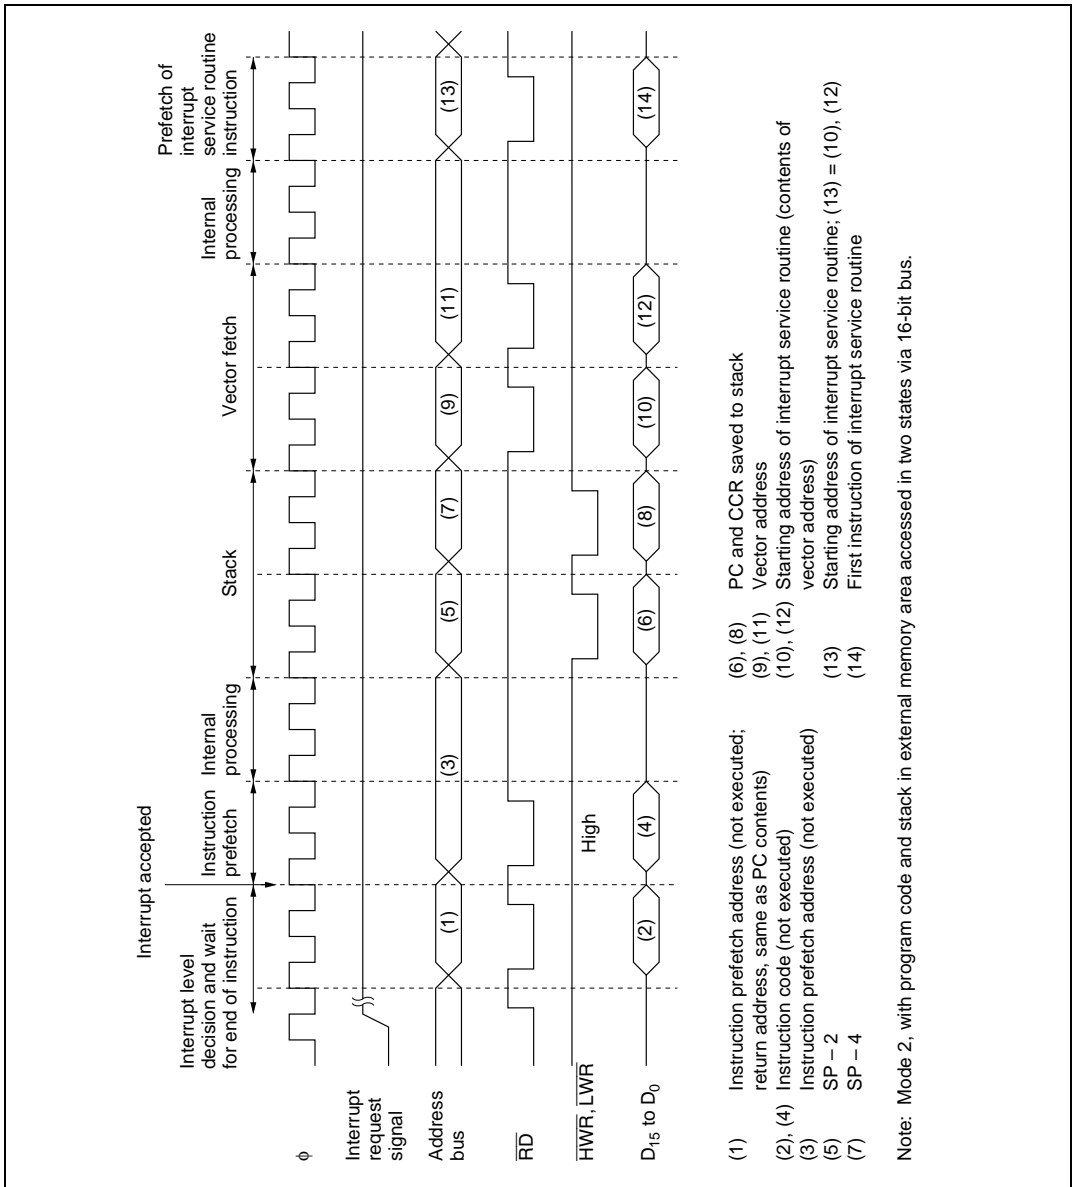 Interrupt accepted
Interrupt level
decision and wait
for end of instruction
Instruction
prefetch
Internal
processing
Stack
Vector fetch
Internal
processing
Prefetch of
interrupt
service routine
instruction
φ
Interrupt
request
signal
Address
bus
(1)
(3)
(5)
(7)
(9)
(11)
(13)
RD
HWR, LWR
High
D15 to D0
(2)
(4)
(6)
(8)
(10)
(12)
(14)
(1) Instruction prefetch address (not executed;
return address, same as PC contents)
(2), (4) Instruction code (not executed)
(3) Instruction prefetch address (not executed)
(5) SP – 2
(7) SP – 4
(6), (8) PC and CCR saved to stack
(9), (11) Vector address
(10), (12) Starting address of interrupt service routine (contents of
vector address)
(13) Starting address of interrupt service routine; (13) = (10), (12)
(14) First instruction of interrupt service routine
Note: Mode 2, with program code and stack in external memory area accessed in two states via 16-bit bus.